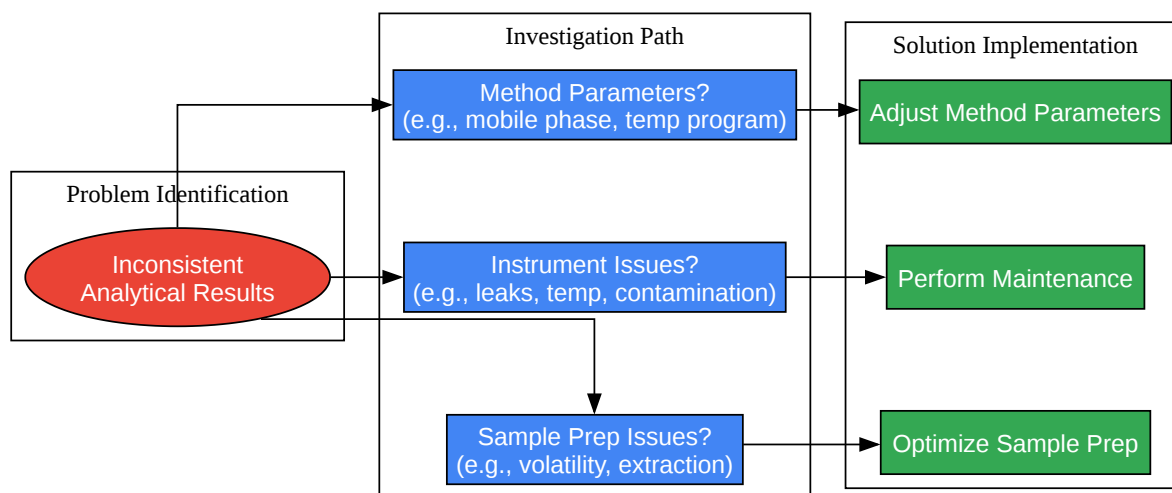 Investigation Path
Solution Implementation
Method Parameters?
(e.g., mobile phase, temp program)
Adjust Method Parameters
Problem Identification
Inconsistent
Analytical Results
Instrument Issues?
(e.g., leaks, temp, contamination)
Perform Maintenance
Sample Prep Issues?
(e.g., volatility, extraction)
Optimize Sample Prep